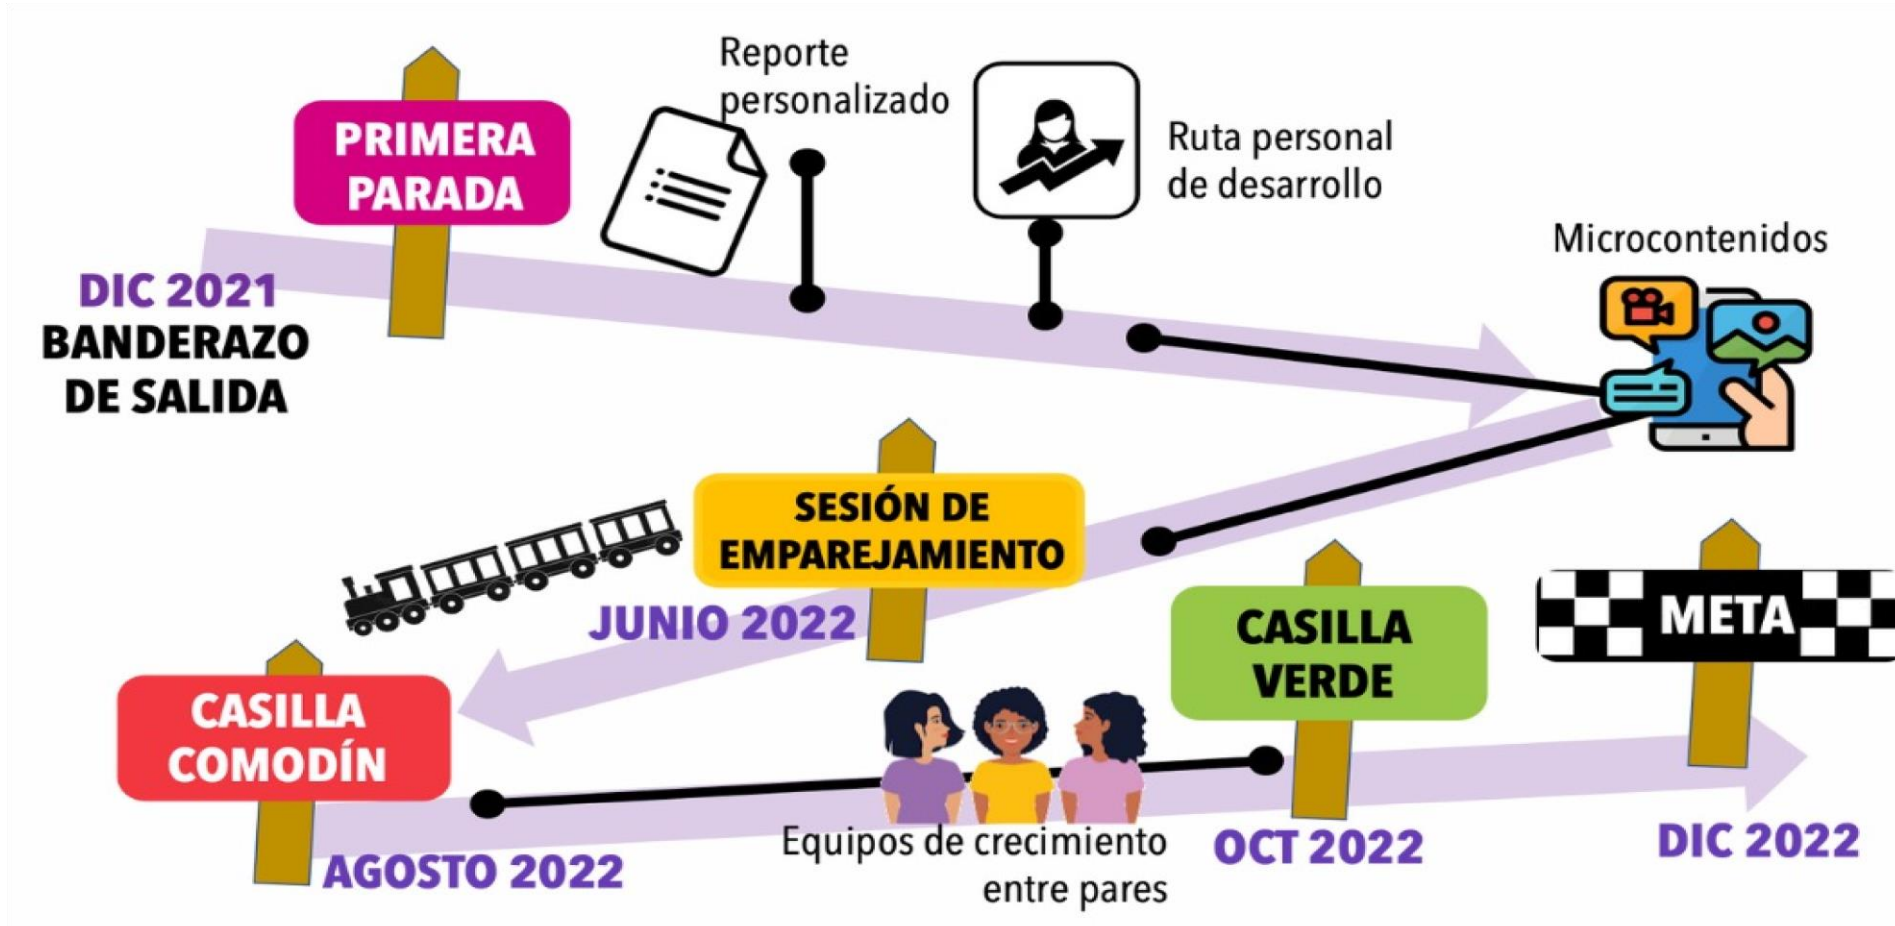 Reporte
personalizado
PRIMERA
PARADA
Ruta personal
de desarrollo
Microcontenidos
DIC 2021
BANDERAZO
DE SALIDA
SESIÓN DE
EMPAREJAMIENTO
JUNIO 2022
CASILLA
VERDE
META
CASILLA
COMODÍN
Equipos de crecimiento
entre pares
AGOSTO 2022
OCT 2022
DIC 2022